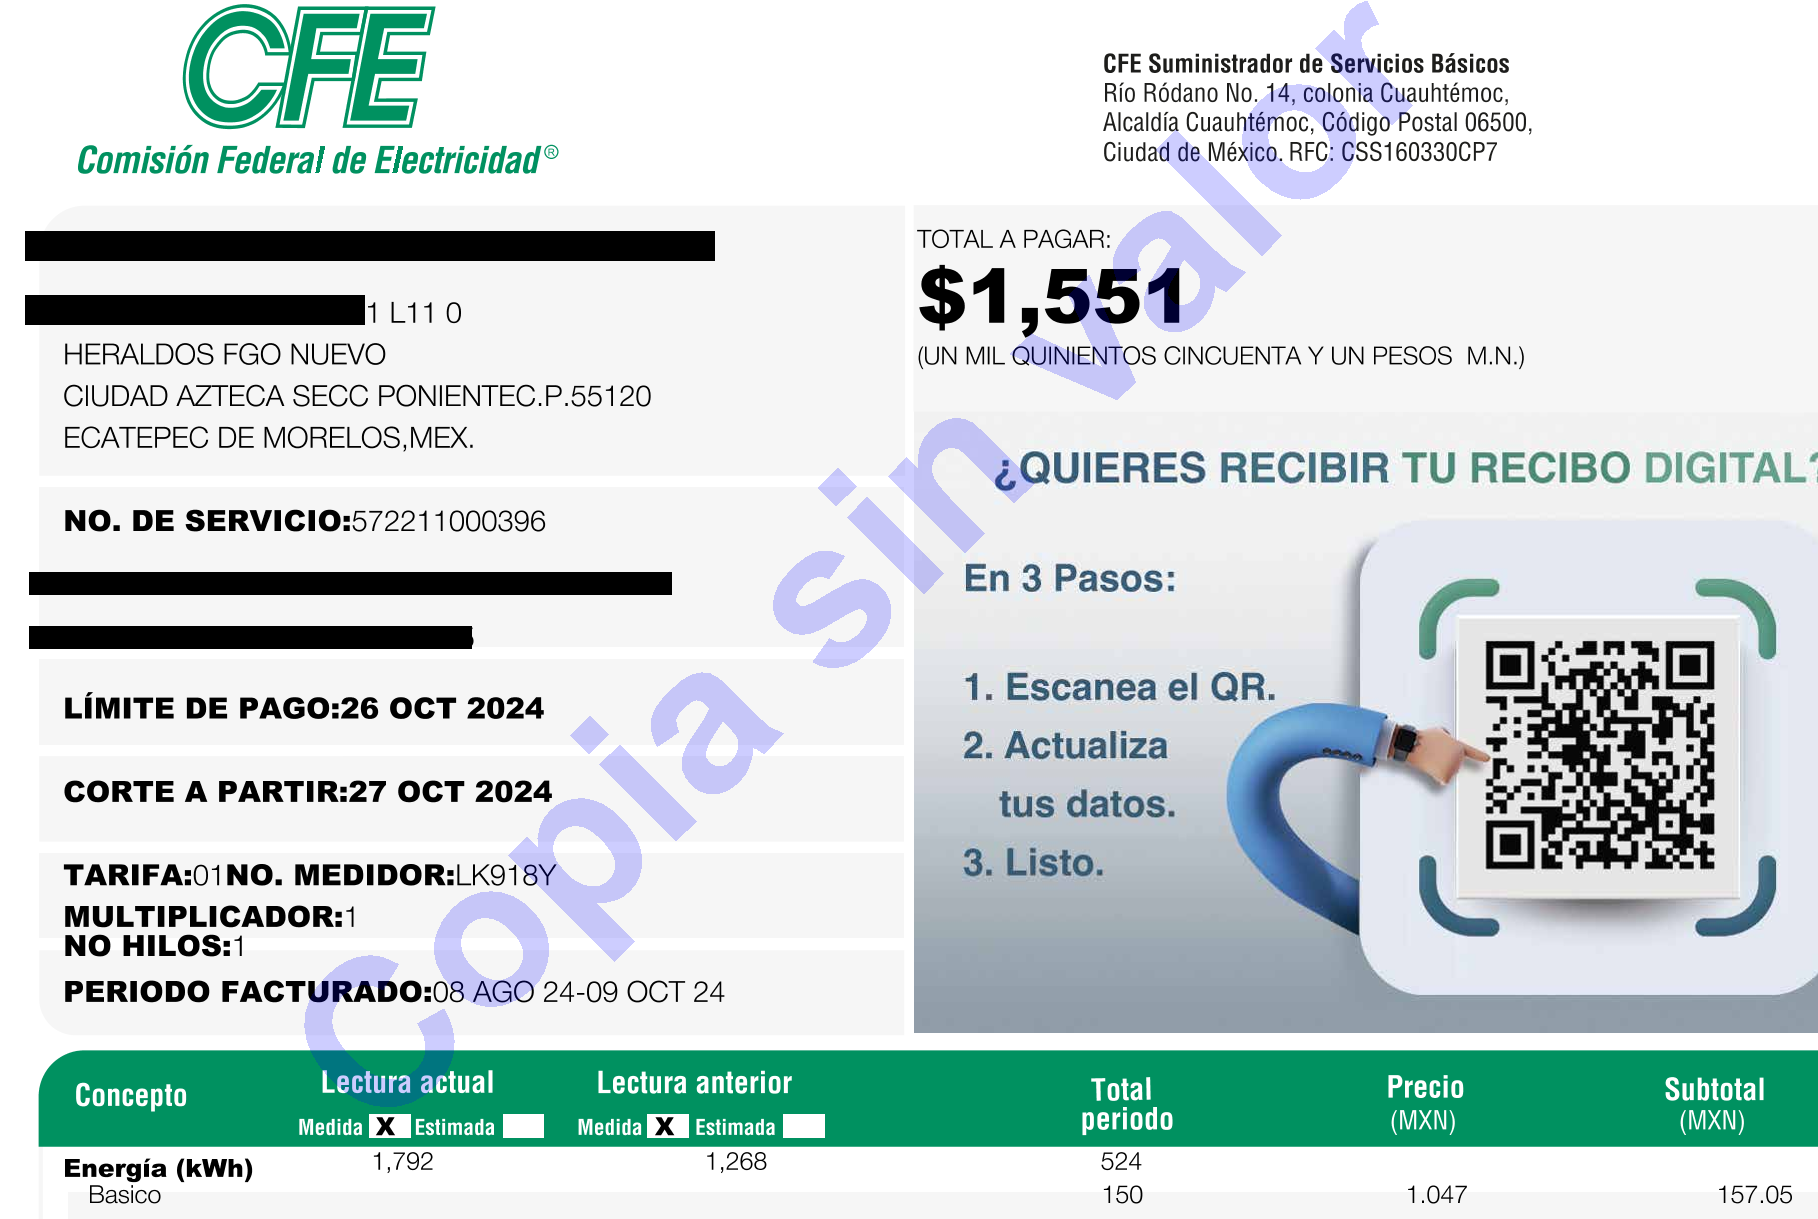 CFE
Comisión Federal de Electricidad®
CFE Suministrador de Servicios Básicos
Río Ródano No. 14, colonia Cuauhtémoc,
Alcaldía Cuauhtémoc, Código Postal 06500,
Ciudad de México. RFC: CSS160330CP7
1 L11 0
HERALDOS FGO NUEVO
CIUDAD AZTECA SECC PONIENTEC.P.55120
ECATEPEC DE MORELOS,MEX.
NO. DE SERVICIO:572211000396
LÍMITE DE PAGO:26 OCT 2024
CORTE A PARTIR:27 OCT 2024
TARIFA:01NO. MEDIDOR:LK918Y
MULTIPLICADOR:1
NO HILOS:1
PERIODO FACTURADO:08 AGO 24-09 OCT 24
TOTAL A PAGAR:
$1,551
(UN MIL QUINIENTOS CINCUENTA Y UN PESOS  M.N.)
¿QUIERES RECIBIR TU RECIBO DIGITAL?
En 3 Pasos:
1. Escanea el QR.
2. Actualiza
tus datos.
3. Listo.
Copia sin valor
Concepto Lectura actual Lectura anterior Total periodo Precio (MXN) Subtotal (MXN)
Medida X Estimada Medida X Estimada
Energía (kWh) 1,792 1,268 524
Basico 150 1.047 157.05